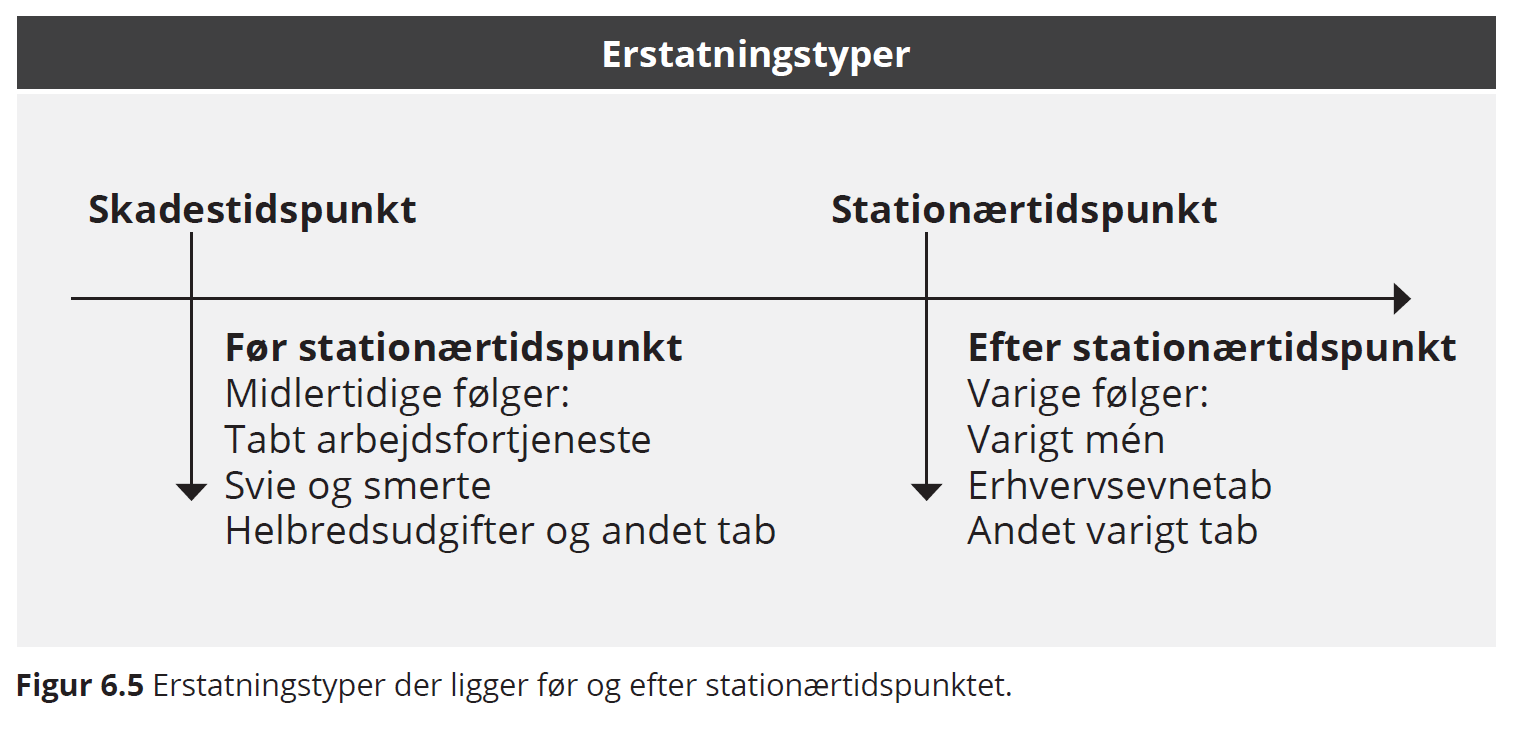 Erstatningstyper
Skadestidspunkt
Stationærtidspunkt
Før stationærtidspunkt
Midlertidige følger:
Tabt arbejdsfortjeneste
Svie og smerte
Helbredsudgifter og andet tab
Efter stationærtidspunkt
Varige følger:
Varigt mén
Erhvervsevnetab
Andet varigt tab
Figur 6.5 Erstatningstyper der ligger før og efter stationærtidspunktet.